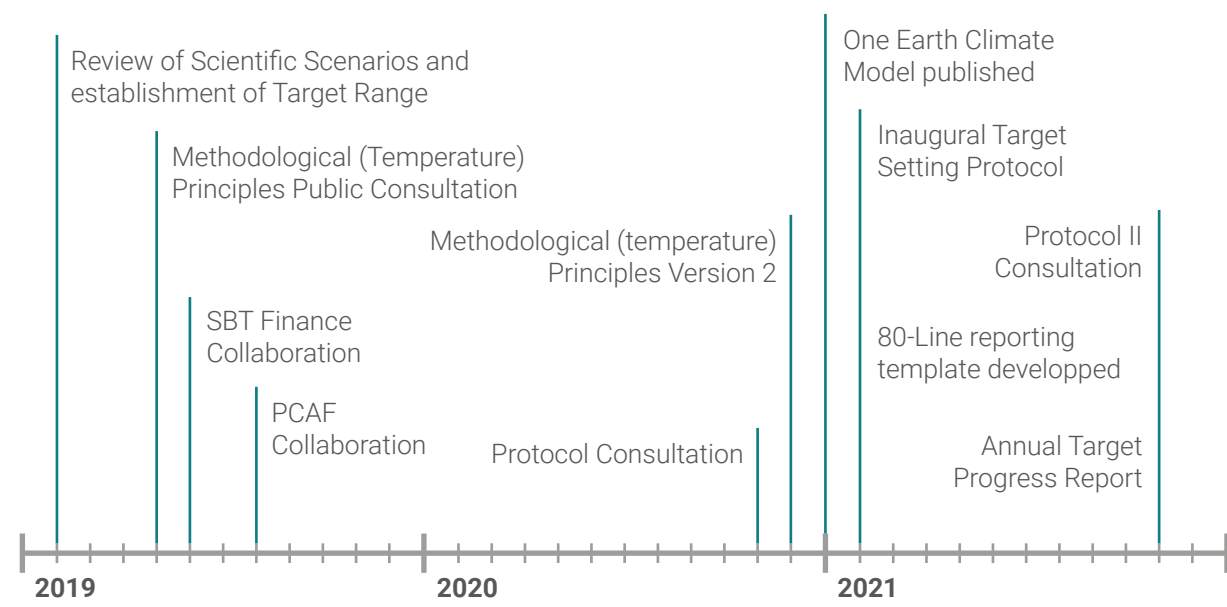 Review of Scientific Scenarios and
establishment of Target Range
Methodological (Temperature)
Principles Public Consultation
SBT Finance
Collaboration
PCAF
Collaboration
Protocol Consultation
Methodological (temperature)
Principles Version 2
One Earth Climate
Model published
Inaugural Target
Setting Protocol
80-Line reporting
template developped
Protocol II
Consultation
Annual Target
Progress Report
2019
2020
2021